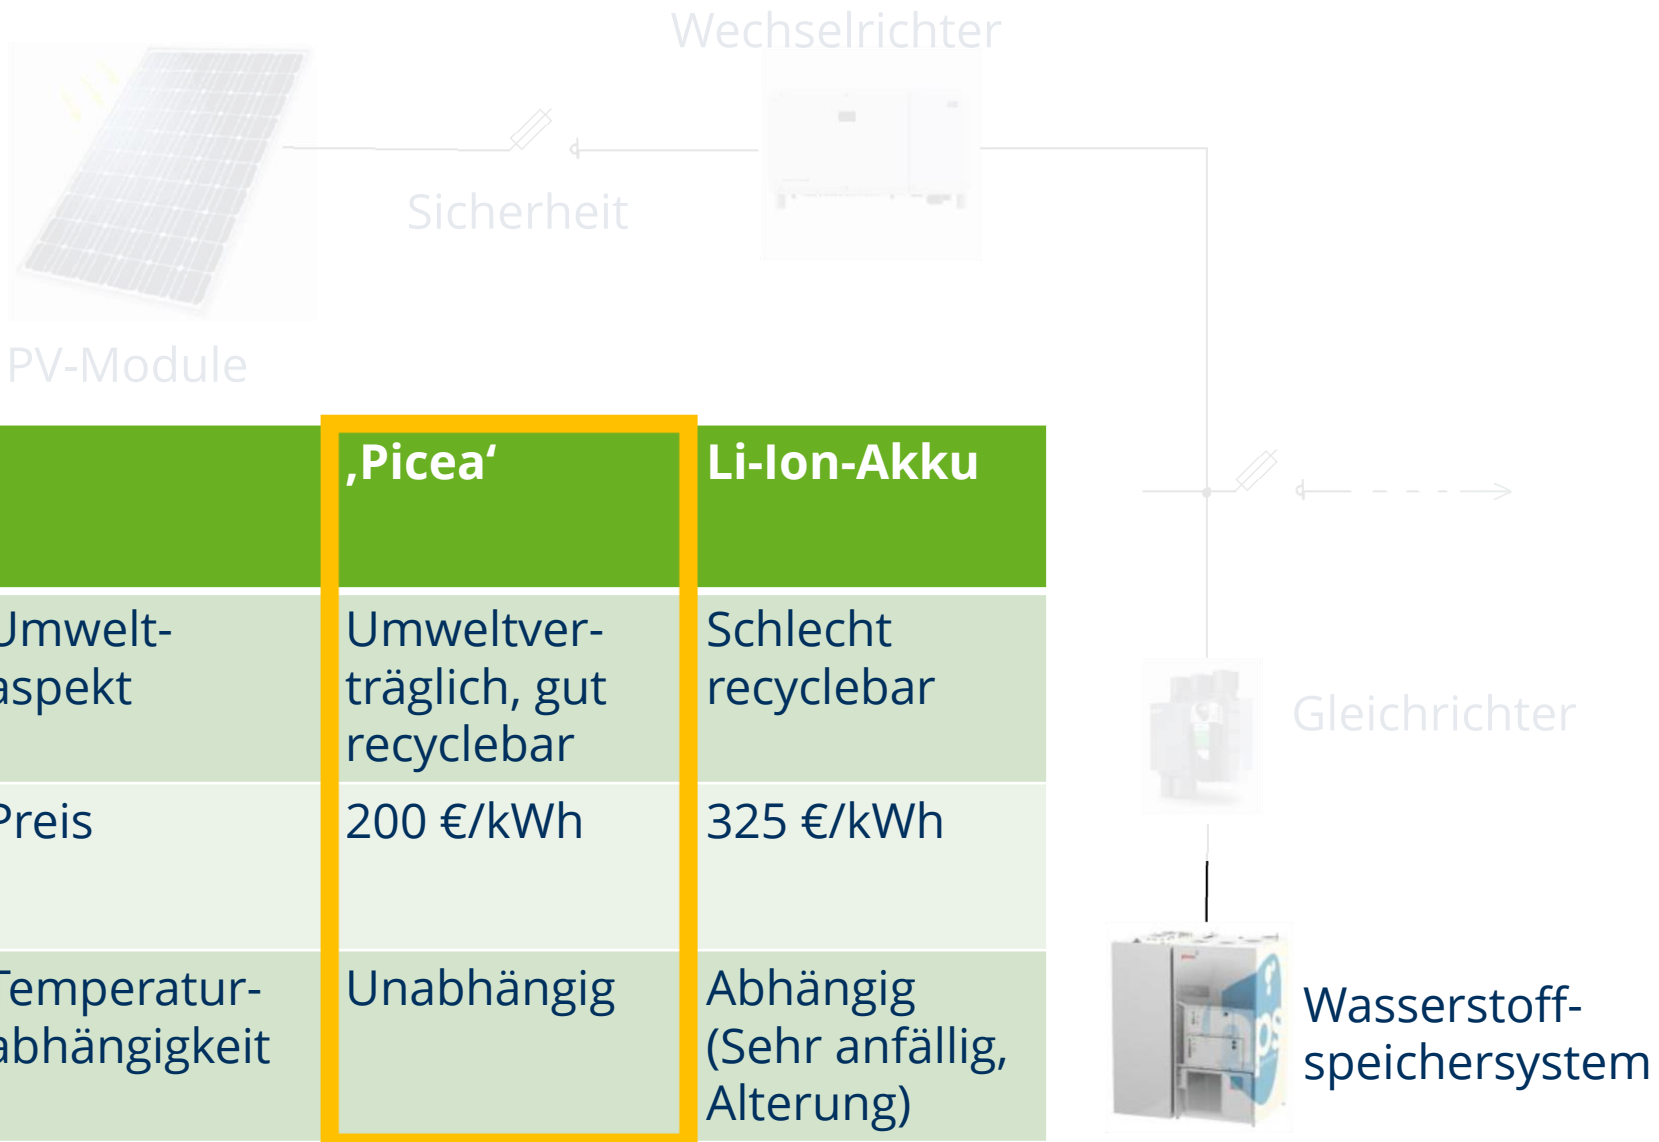 Wechselrichter
Sicherheit
PV-Module
‚Picea‘
Li-Ion-Akku
Umwelt-
aspekt
Umweltver-
träglich, gut
recyclebar
Schlecht
recyclebar
Preis
200 €/kWh
325 €/kWh
Temperatur-
abhängigkeit
Unabhängig
Abhängig
(Sehr anfällig,
Alterung)
Gleichrichter
Wasserstoff-
speichersystem